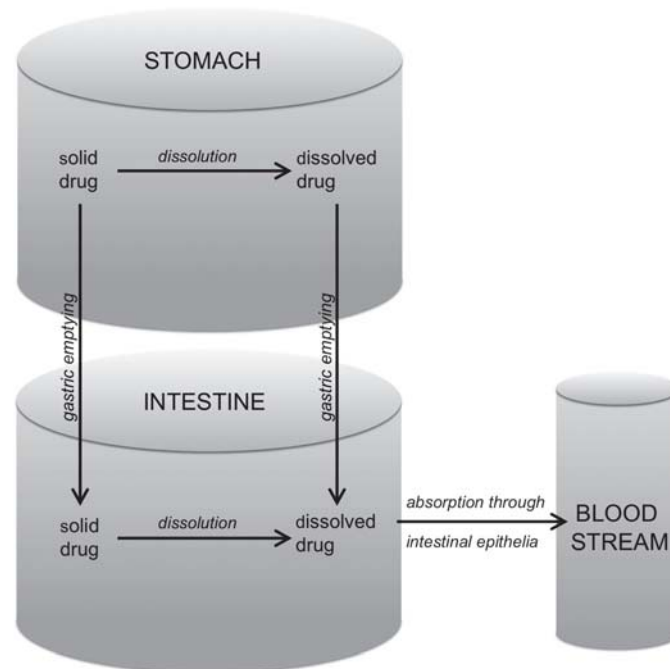 STOMACH
solid
drug
dissolution
dissolved
drug
gastric emptying
gastric emptying
INTESTINE
solid
drug
dissolution
dissolved
drug
absorption through
intestinal epithelia
BLOOD
STREAM